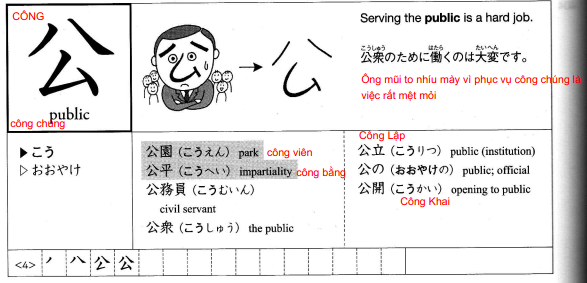 CÔNG
公
public
công chúng
Serving the public is a hard job.
こうしゅう はたら たいへん
公衆のために働くのは大変です。
Ông mũi to nhíu mày vì phục vụ công chúng là
việc rất mệt mỏi
▶こう
▷おおやけ
公園（こうえん）park công viên
公平（こうへい）impartiality công bằng
公務員（こうむいん）
civil servant
公衆（こうしゅう）the public
Công Lập
公立（こうりつ）public (institution)
公の（おおやけの）public; official
公開（こうかい）opening to public
Công Khai
<4> ノ 八 公 公